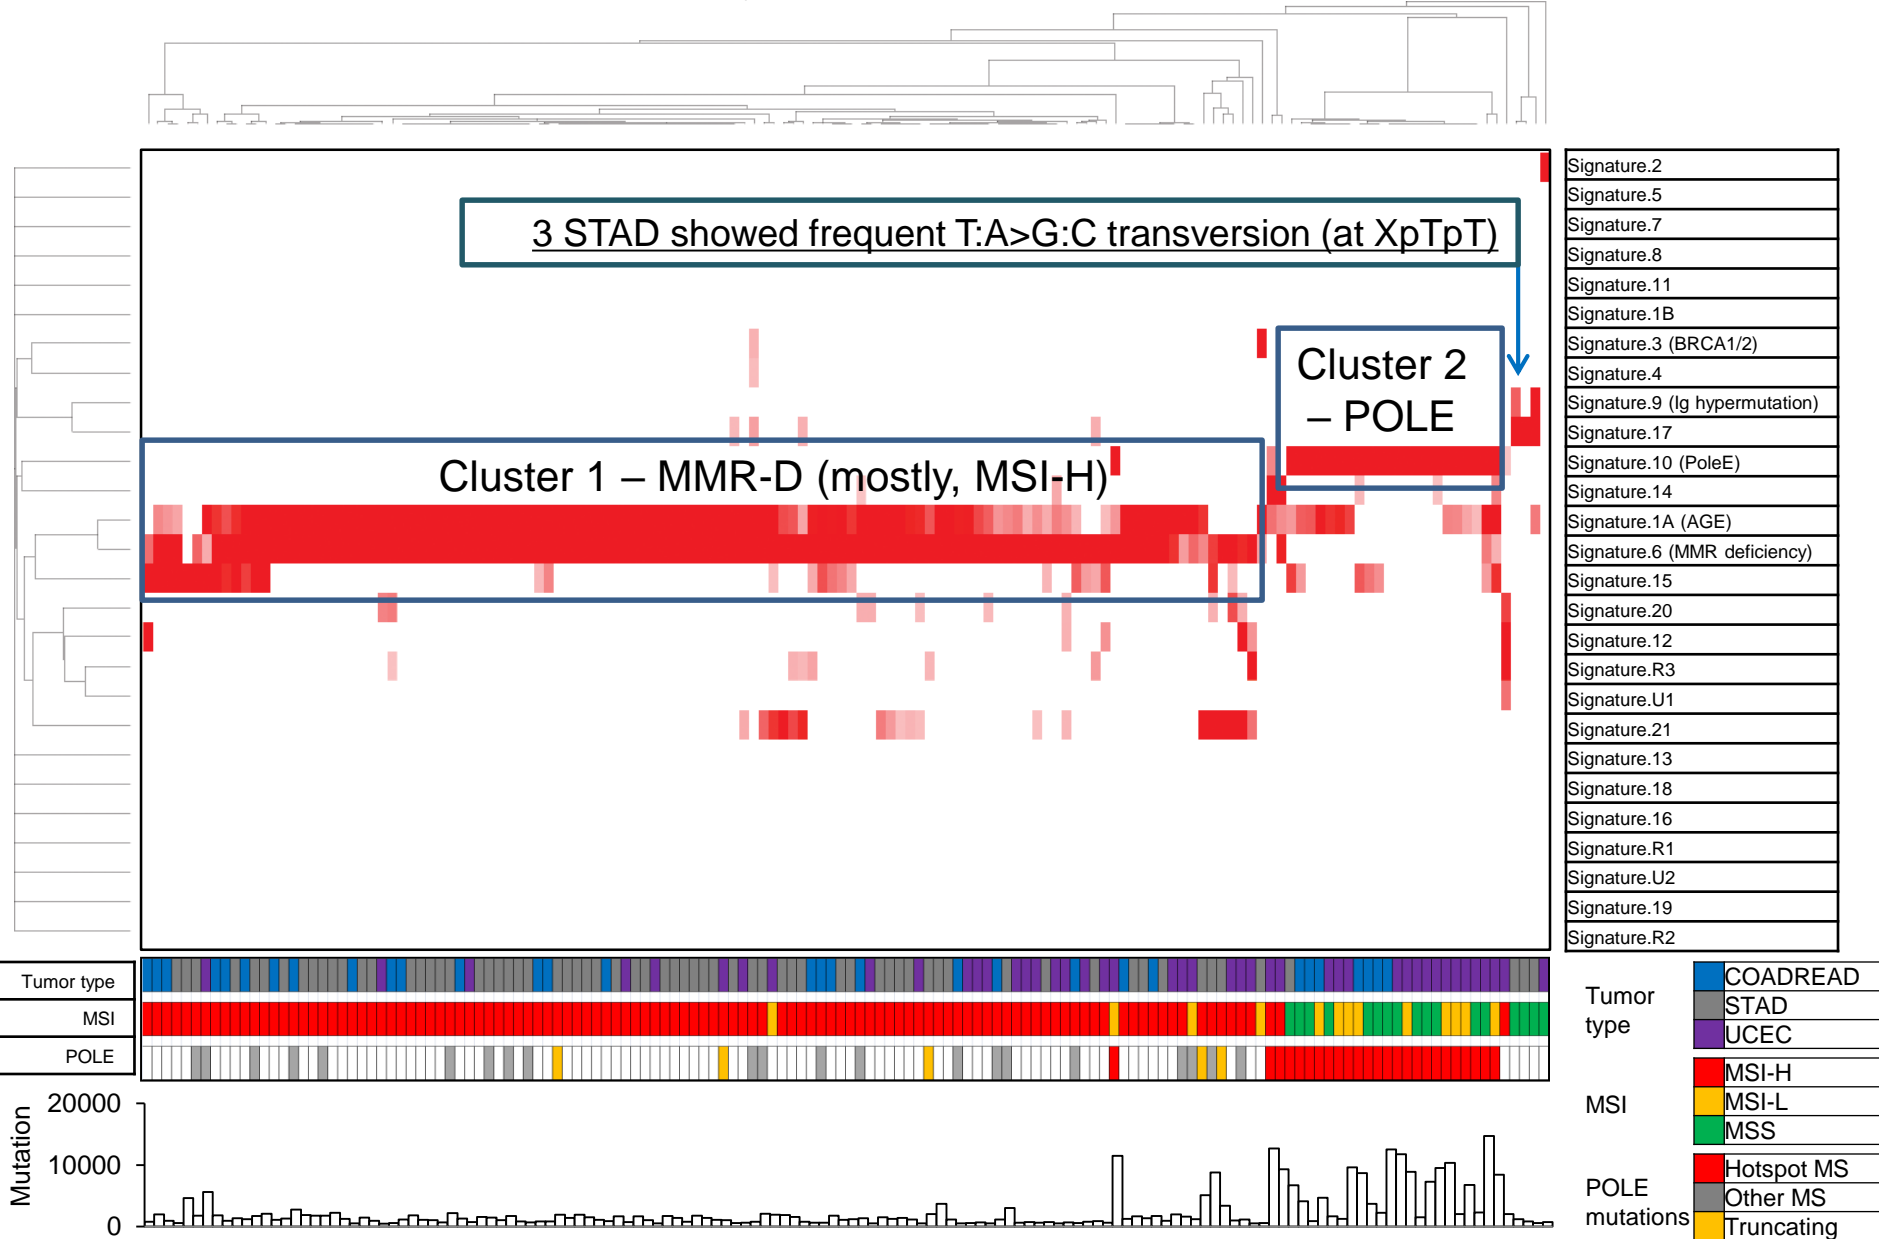 Signature.2
Signature.5
3 STAD showed frequent T:A>G:C transversion (at XpTpT)
Signature.7
Signature.8
Signature.11
Signature.1B
Signature.3 (BRCA1/2)
Cluster 2
– POLE
Signature.4
Signature.9 (Ig hypermutation)
Signature.17
Cluster 1 – MMR-D (mostly, MSI-H)
Signature.10 (PoleE)
Signature.14
Signature.1A (AGE)
Signature.6 (MMR deficiency)
Signature.15
Signature.20
Signature.12
Signature.R3
Signature.U1
Signature.21
Signature.13
Signature.18
Signature.16
Signature.R1
Signature.U2
Signature.19
Signature.R2
Tumor type
MSI
POLE
Tumor
type
COADREAD
STAD
UCEC
MSI
MSI-H
MSI-L
MSS
POLE
mutations
Hotspot MS
Other MS
Truncating
Mutation
20000
10000
0